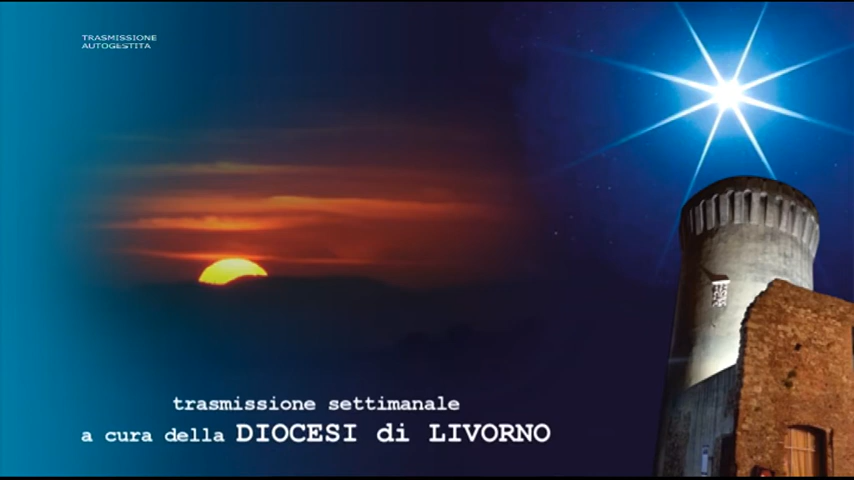 TRASMISSIONE
AUTOGESTITA
trasmissione settimanale
a cura della DIOCESI di LIVORNO